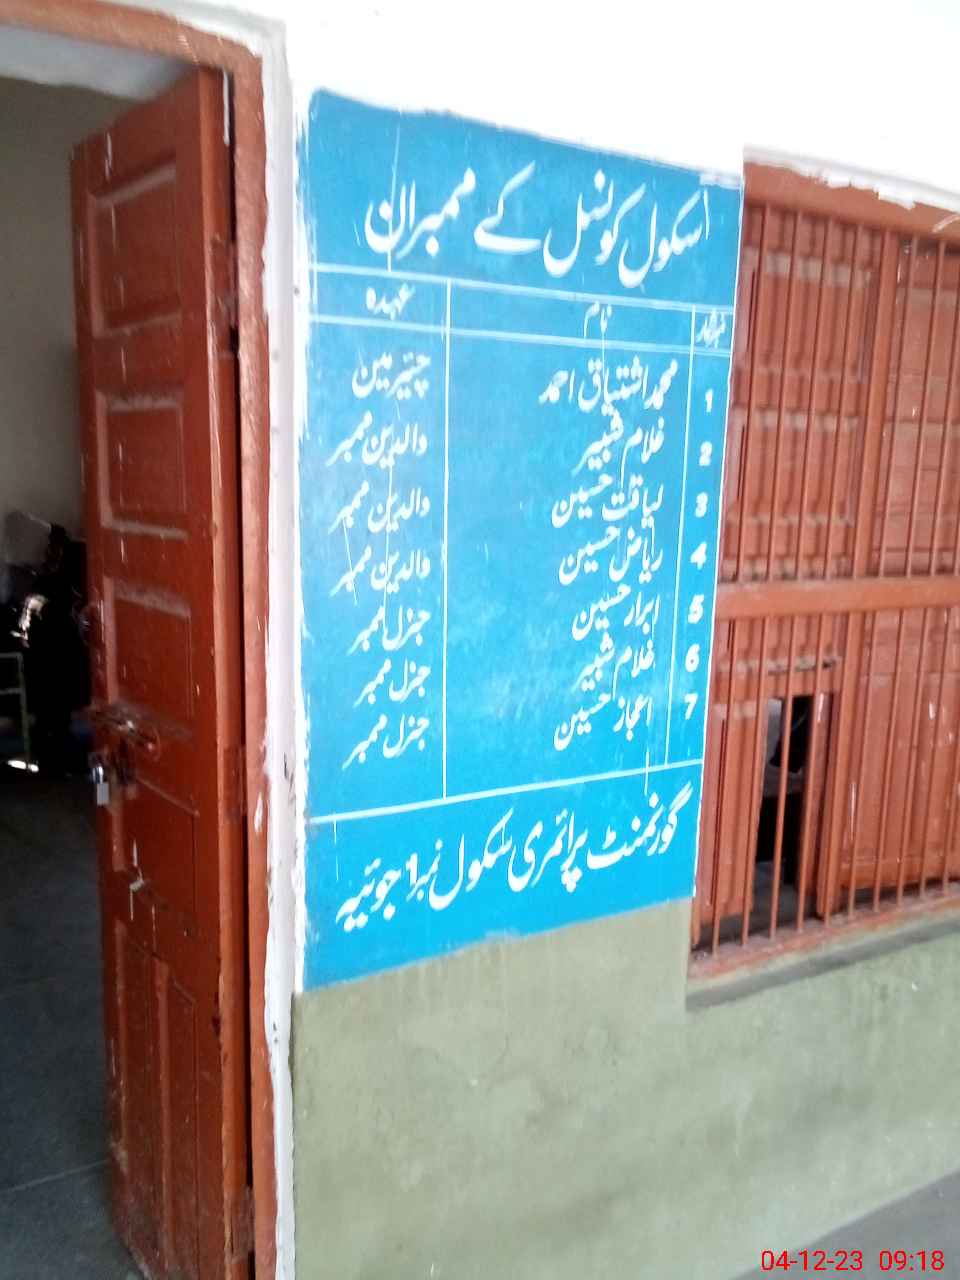 سکول کونسل کے ممبران
نمبر شمار نام عہدہ
1 محمد اشتیاق احمد چیئرمین
2 غلام شبیر والدین ممبر
3 لیاقت حسین والدین ممبر
4 ریاض حسین والدین ممبر
5 ابرار حسین جنرل ممبر
6 غلام شبیر جنرل ممبر
7 اعجاز حسین جنرل ممبر
گورنمنٹ پرائمری سکول نمبر1 جوئیہ
04-12-23 09:18